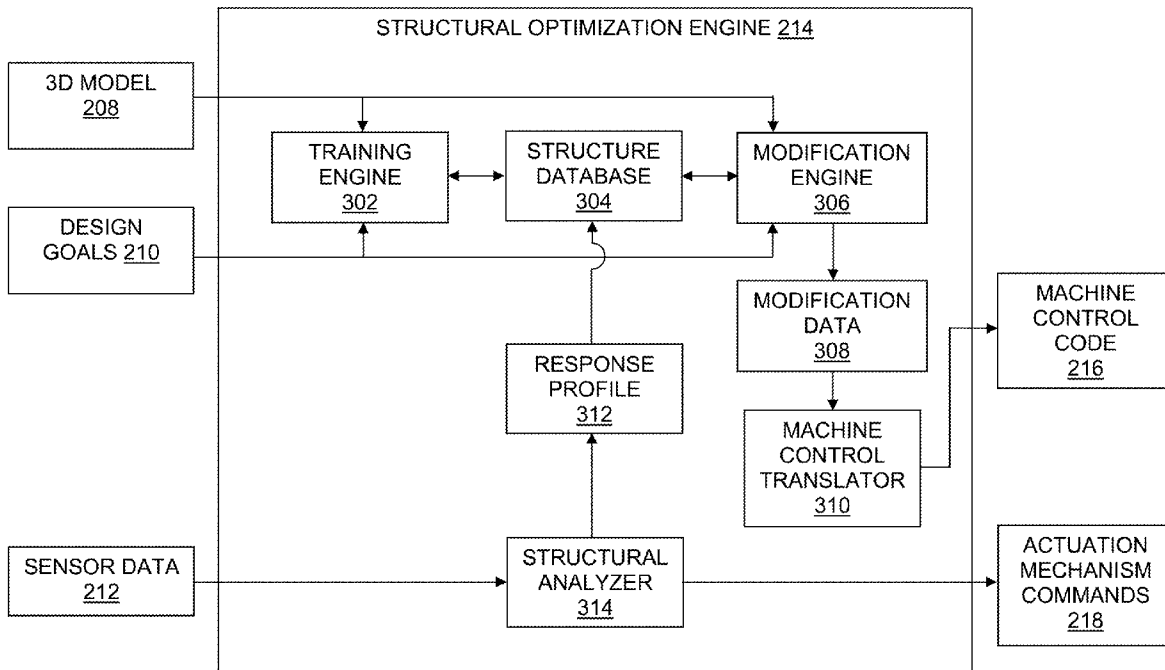 STRUCTURAL OPTIMIZATION ENGINE 214
3D MODEL
208
TRAINING
ENGINE
302
STRUCTURE
DATABASE
304
MODIFICATION
ENGINE
306
DESIGN
GOALS 210
MODIFICATION
DATA
308
MACHINE
CONTROL
CODE
216
RESPONSE
PROFILE
312
MACHINE
CONTROL
TRANSLATOR
310
SENSOR DATA
212
STRUCTURAL
ANALYZER
314
ACTUATION
MECHANISM
COMMANDS
218